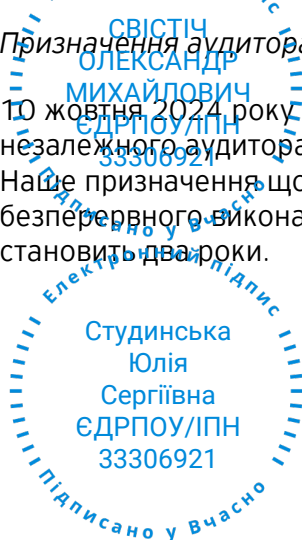 Призначення аудитора
10 жовтня 2024 року
незалежного аудитора
Наше призначення що
безперервного викона
становить два роки.
СВІСТІЧ
ОЛЕКСАНДР
МИХАЙЛОВИЧ
ЄДРПОУ/ІПН
33306921
Підписано у Вчасно
Електронний підпис
Студинська
Юлія
Сергіївна
ЄДРПОУ/ІПН
33306921
Підписано у Вчасно